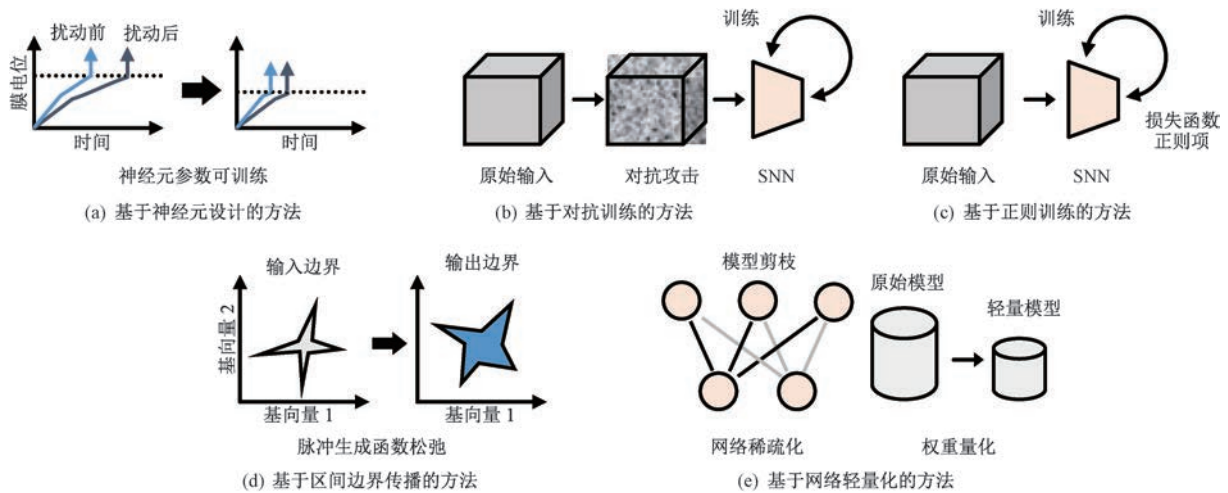 扰动前 扰动后
膜电位
时间 时间
神经元参数可训练
(a) 基于神经元设计的方法
训练
原始输入 对抗攻击 SNN
(b) 基于对抗训练的方法
训练
损失函数
正则项
原始输入 SNN
(c) 基于正则训练的方法
输入边界 输出边界
基向量 2
基向量 1 基向量 1
脉冲生成函数松弛
(d) 基于区间边界传播的方法
模型剪枝
原始模型
轻量模型
网络稀疏化 权重量化
(e) 基于网络轻量化的方法